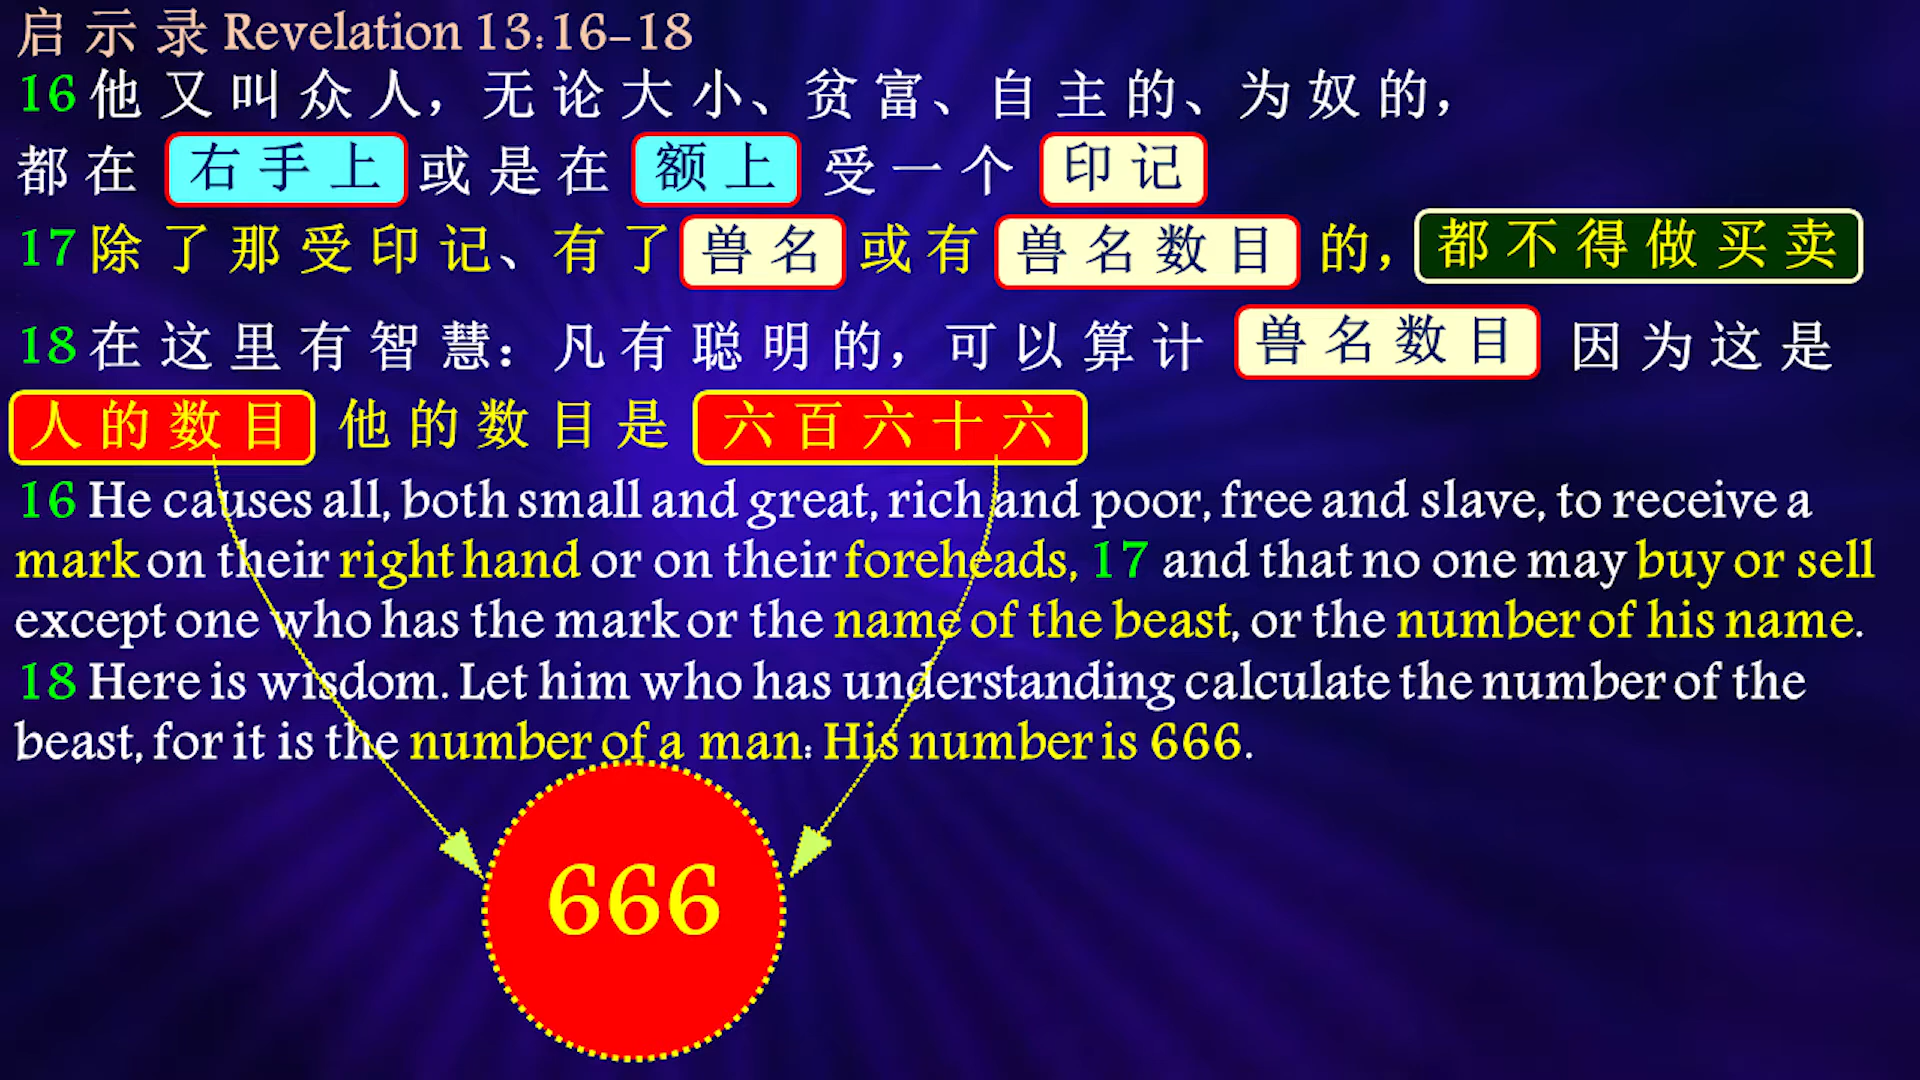 启示录 Revelation 13:16-18
16 他又叫众人，无论大小、贫富、自主的、为奴的，
都在 右手上 或是在 额上 受一个 印记
17 除了那受印记、有了 兽名 或有 兽名数目 的，都不得做买卖
18 在这里有智慧：凡有聪明的，可以算计 兽名数目 因为这是
人的数目 他的数目是 六百六十六
16 He causes all, both small and great, rich and poor, free and slave, to receive a
mark on their right hand or on their foreheads, 17 and that no one may buy or sell
except one who has the mark or the name of the beast, or the number of his name.
18 Here is wisdom. Let him who has understanding calculate the number of the
beast, for it is the number of a man: His number is 666.
666